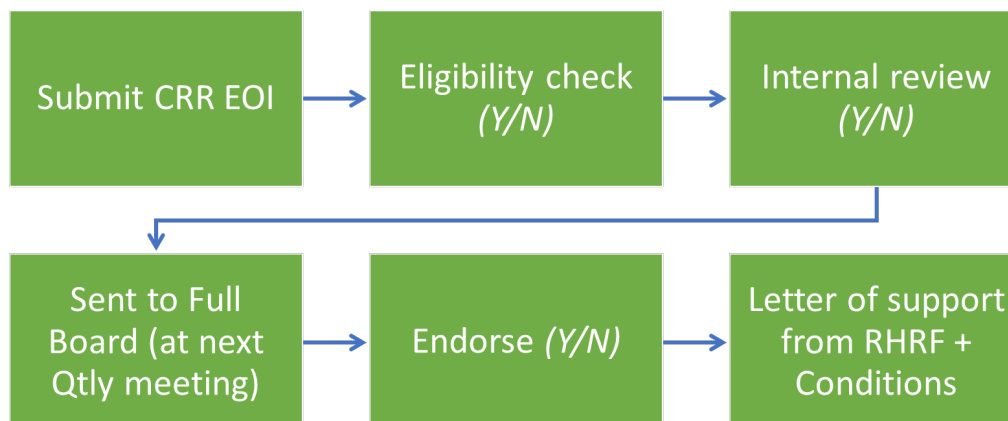 Submit CRR EOI
Eligibility check
(Y/N)
Internal review
(Y/N)
Sent to Full
Board (at next
Qtly meeting)
Endorse (Y/N)
Letter of support
from RHRF +
Conditions